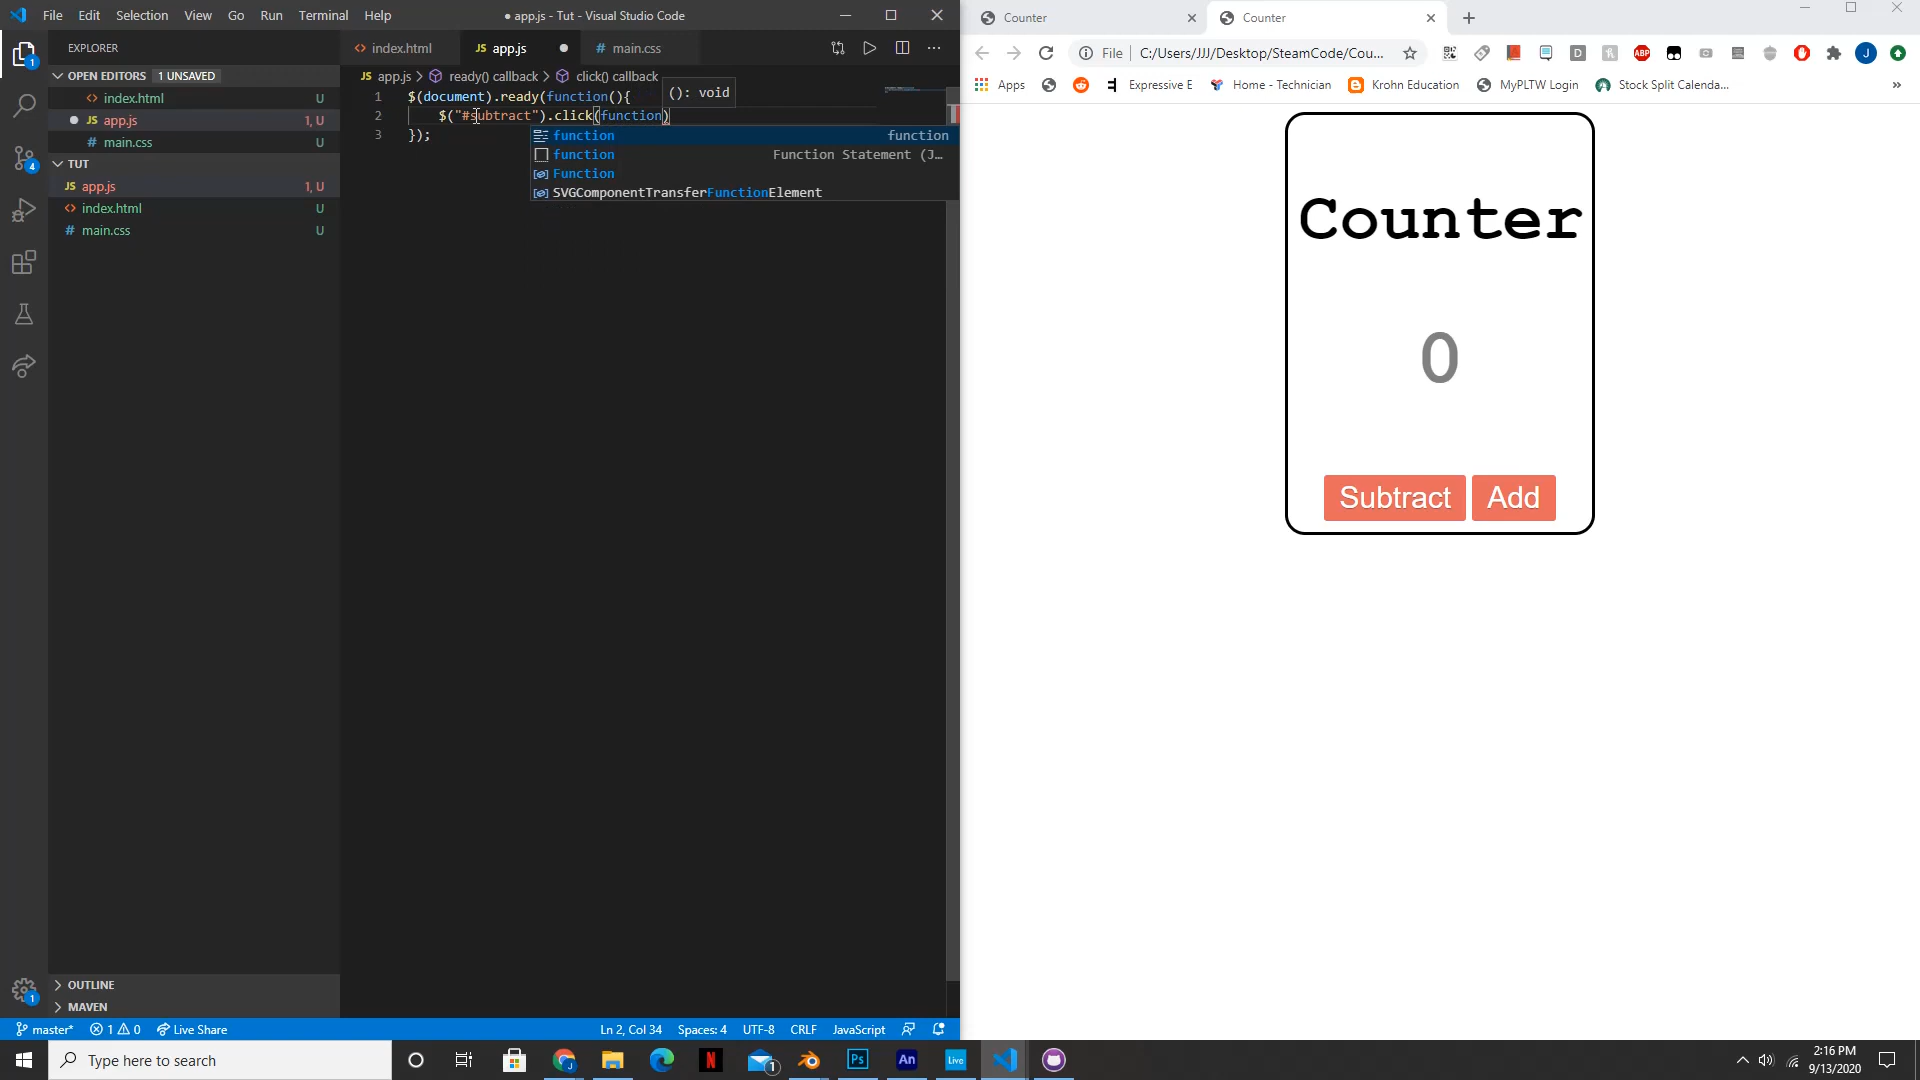 File Edit Selection View Go Run Terminal Help
● app.js - Tut - Visual Studio Code
EXPLORER
OPEN EDITORS 1 UNSAVED
index.html U
JS app.js 1, U
# main.css U
TUT
JS app.js 1, U
index.html U
# main.css U
OUTLINE
MAVEN
index.html
JS app.js
# main.css
JS app.js > ready() callback > click() callback
(): void
1 $(document).ready(function(){
2 $("#subtract").click(function)
3 });
function function
function Function Statement (J...
Function
SVGComponentTransferFunctionElement
master* 1 0 Live Share
Ln 2, Col 34 Spaces: 4 UTF-8 CRLF JavaScript
Counter
Counter
File C:/Users/JJJ/Desktop/SteamCode/Cou...
Apps
Expressive E
Home - Technician
Krohn Education
MyPLTW Login
Stock Split Calenda...
»
Counter
0
Subtract Add
Type here to search
2:16 PM
9/13/2020